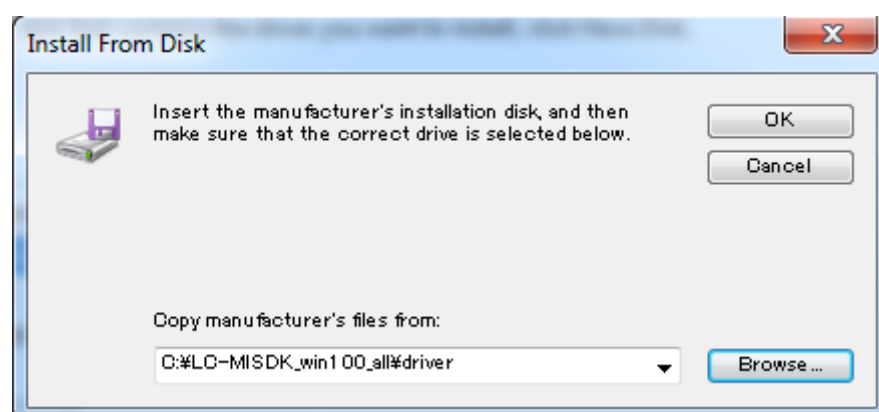 Install From Disk
Insert the manufacturer's installation disk, and then
make sure that the correct drive is selected below.
OK
Cancel
Copy manufacturer's files from:
C:¥LC-MISDK_win100_all¥driver
Browse...